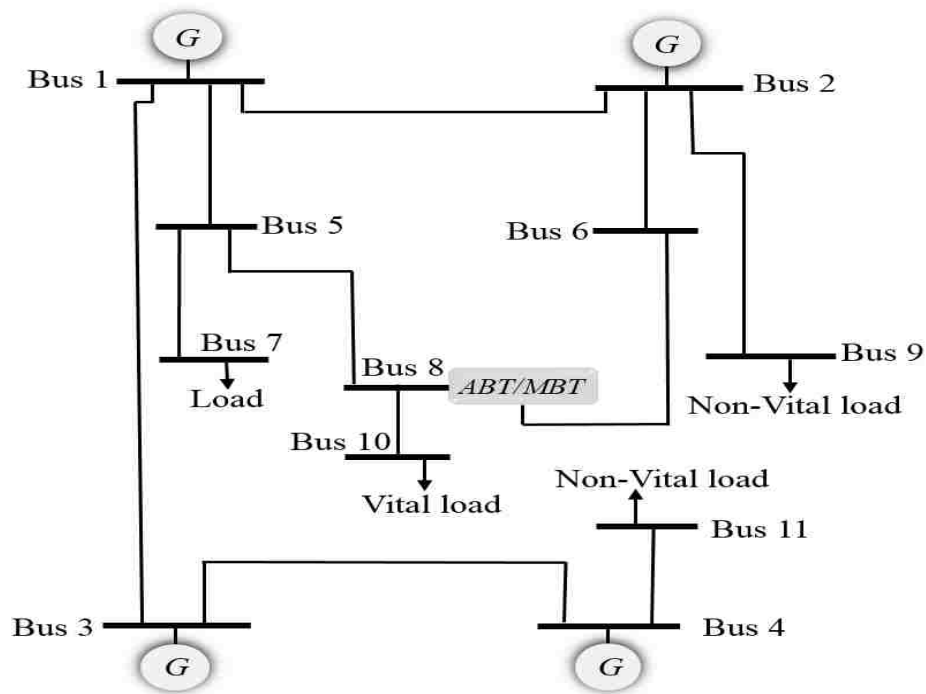 G
G
Bus 1
Bus 2
Bus 5
Bus 6
Bus 7
Bus 9
Load
Bus 8
ABT/MBT
Non-Vital load
Bus 10
Vital load
Non-Vital load
Bus 11
Bus 3
Bus 4
G
G